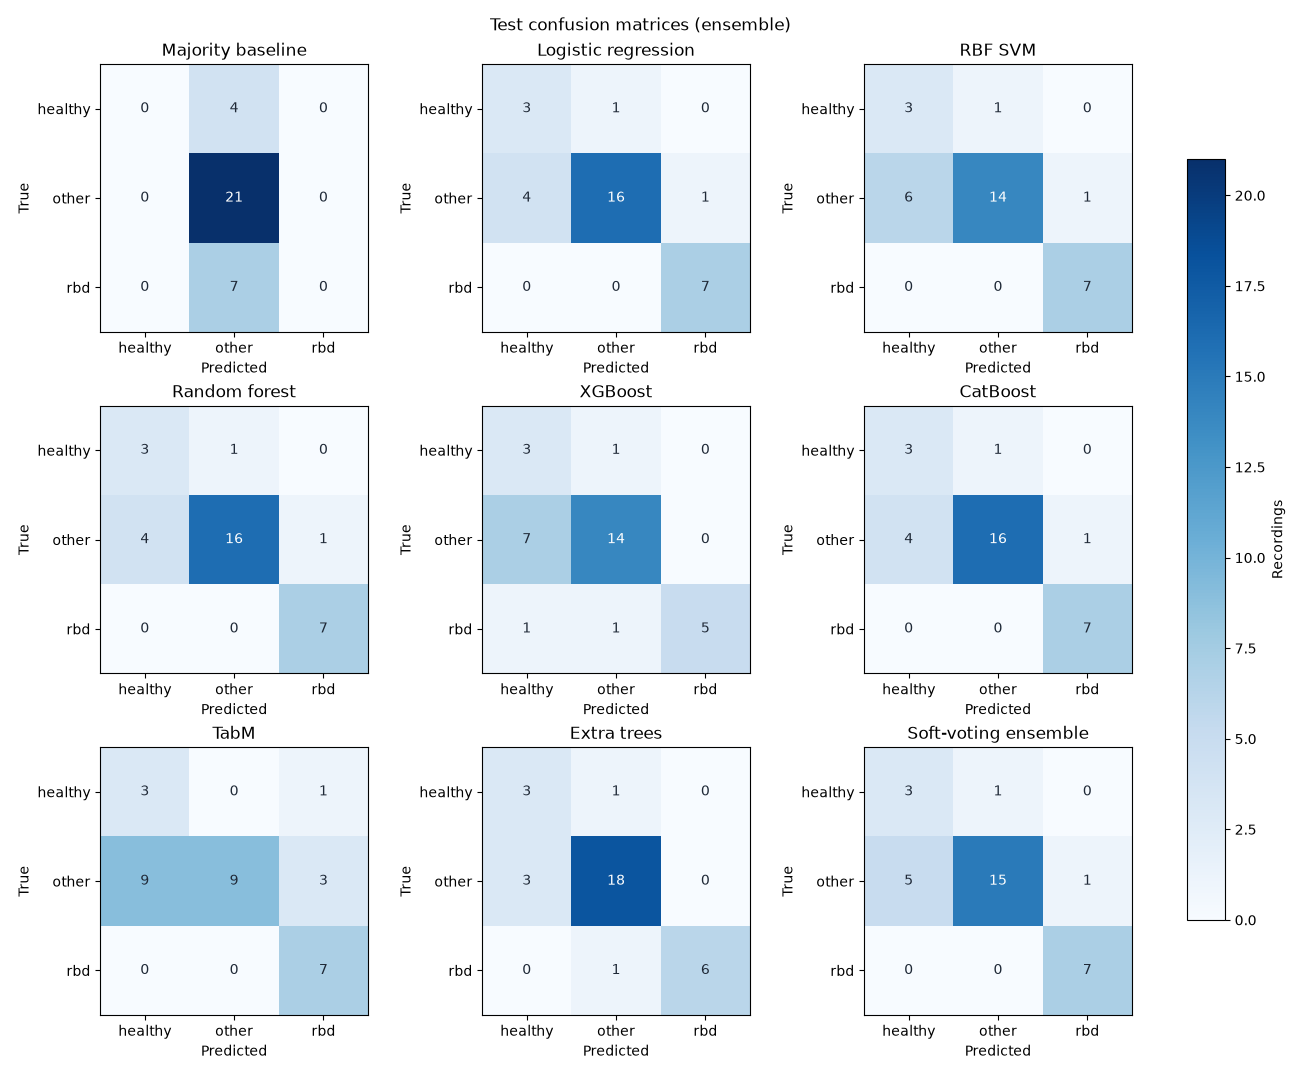 Test confusion matrices (ensemble)
Majority baseline
healthy 0 4 0
other 0 21 0
rbd 0 7 0
True
healthy other rbd
Predicted
Logistic regression
healthy 3 1 0
other 4 16 1
rbd 0 0 7
True
healthy other rbd
Predicted
RBF SVM
healthy 3 1 0
other 6 14 1
rbd 0 0 7
True
healthy other rbd
Predicted
Random forest
healthy 3 1 0
other 4 16 1
rbd 0 0 7
True
healthy other rbd
Predicted
XGBoost
healthy 3 1 0
other 7 14 0
rbd 1 1 5
True
healthy other rbd
Predicted
CatBoost
healthy 3 1 0
other 4 16 1
rbd 0 0 7
True
healthy other rbd
Predicted
TabM
healthy 3 0 1
other 9 9 3
rbd 0 0 7
True
healthy other rbd
Predicted
Extra trees
healthy 3 1 0
other 3 18 0
rbd 0 1 6
True
healthy other rbd
Predicted
Soft-voting ensemble
healthy 3 1 0
other 5 15 1
rbd 0 0 7
True
healthy other rbd
Predicted
20.0
17.5
15.0
12.5
10.0
7.5
5.0
2.5
0.0
Recordings